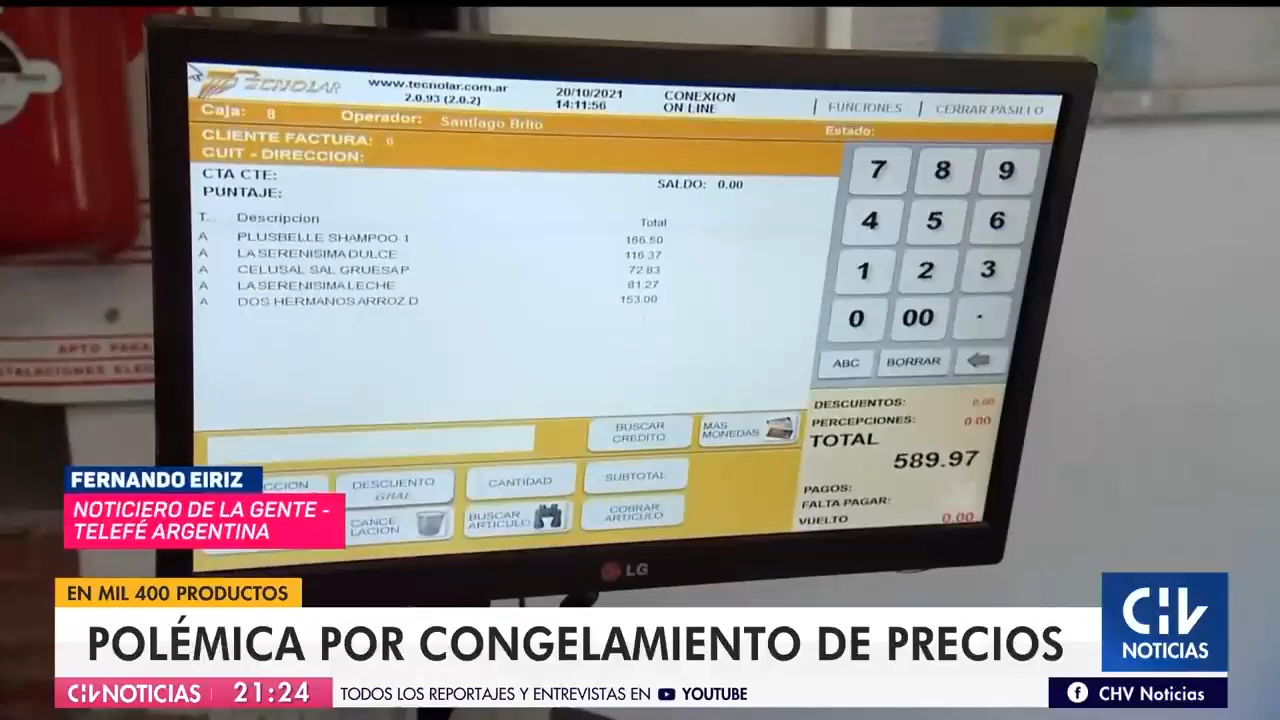 TECNOLAR
www.tecnolar.com.ar
2.0.93 (2.0.2)
20/10/2021
14:11:56
CONEXION
ON LINE
FUNCIONES
CERRAR PASILLO
Caja: 8
Operador: Santiago Brito
Estado:
CLIENTE FACTURA: 0
CUIT - DIRECCION:
CTA CTE:
PUNTAJE:
SALDO: 0.00
T... Descripcion Total
A PLUSBELLE SHAMPOO 1 166.50
A LA SERENISIMA DULCE 116.37
A CELUSAL SAL GRUESA P 72.83
A LA SERENISIMA LECHE 81.27
A DOS HERMANOS ARROZ D 153.00
7 8 9
4 5 6
1 2 3
0 00 .
ABC BORRAR
BUSCAR
CREDITO
MAS
MONEDAS
DESCUENTO
GRAL
CANTIDAD
SUBTOTAL
CANCE
LACION
BUSCAR
ARTICULO
COBRAR
ARTICULO
DESCUENTOS: 0.00
PERCEPCIONES: 0.00
TOTAL
589.97
PAGOS:
FALTA PAGAR:
VUELTO 0.00
LG
APTO PARA
FERNANDO EIRIZ
NOTICIERO DE LA GENTE -
TELEFÉ ARGENTINA
EN MIL 400 PRODUCTOS
POLÉMICA POR CONGELAMIENTO DE PRECIOS
CHV
NOTICIAS
CHV NOTICIAS 21:24 TODOS LOS REPORTAJES Y ENTREVISTAS EN YOUTUBE
CHV Noticias